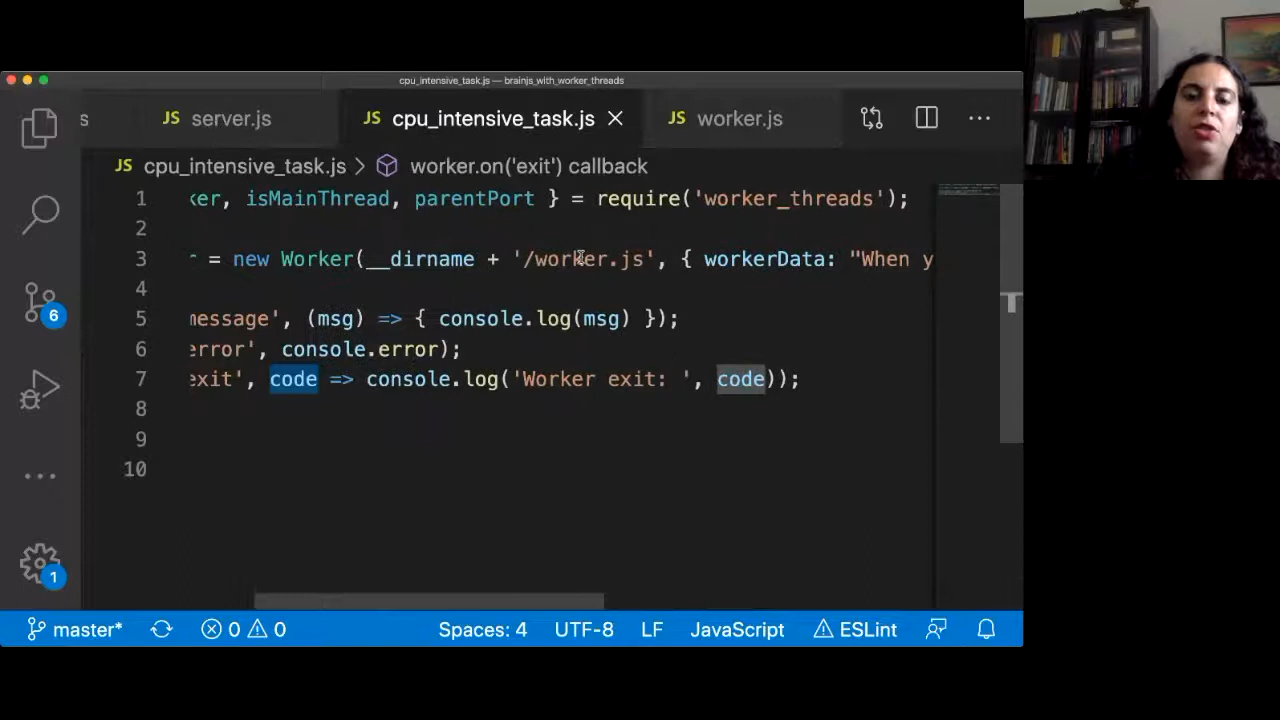 cpu_intensive_task.js — brainjs_with_worker_threads
s JS server.js JS cpu_intensive_task.js × JS worker.js ···
JS cpu_intensive_task.js > worker.on('exit') callback
1 ker, isMainThread, parentPort } = require('worker_threads');
2
3 r = new Worker(__dirname + '/worker.js', { workerData: "When y
4
5 message', (msg) => { console.log(msg) });
6 error', console.error);
7 exit', code => console.log('Worker exit: ', code));
8
9
10
6
1
master* 0 0 Spaces: 4 UTF-8 LF JavaScript ESLint